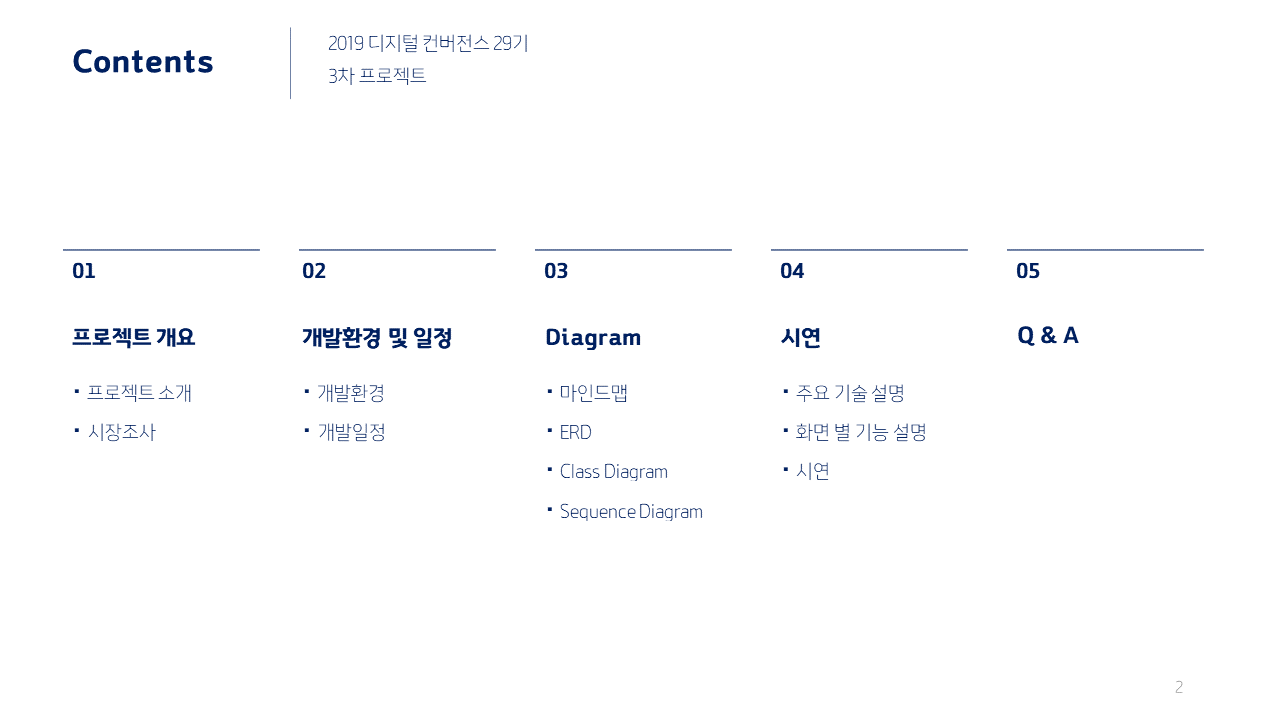 Contents
2019 디지털 컨버전스 29기
3차 프로젝트
01
프로젝트 개요
▪ 프로젝트 소개
▪ 시장조사
02
개발환경 및 일정
▪ 개발환경
▪ 개발일정
03
Diagram
▪ 마인드맵
▪ ERD
▪ Class Diagram
▪ Sequence Diagram
04
시연
▪ 주요 기술 설명
▪ 화면 별 기능 설명
▪ 시연
05
Q & A
2